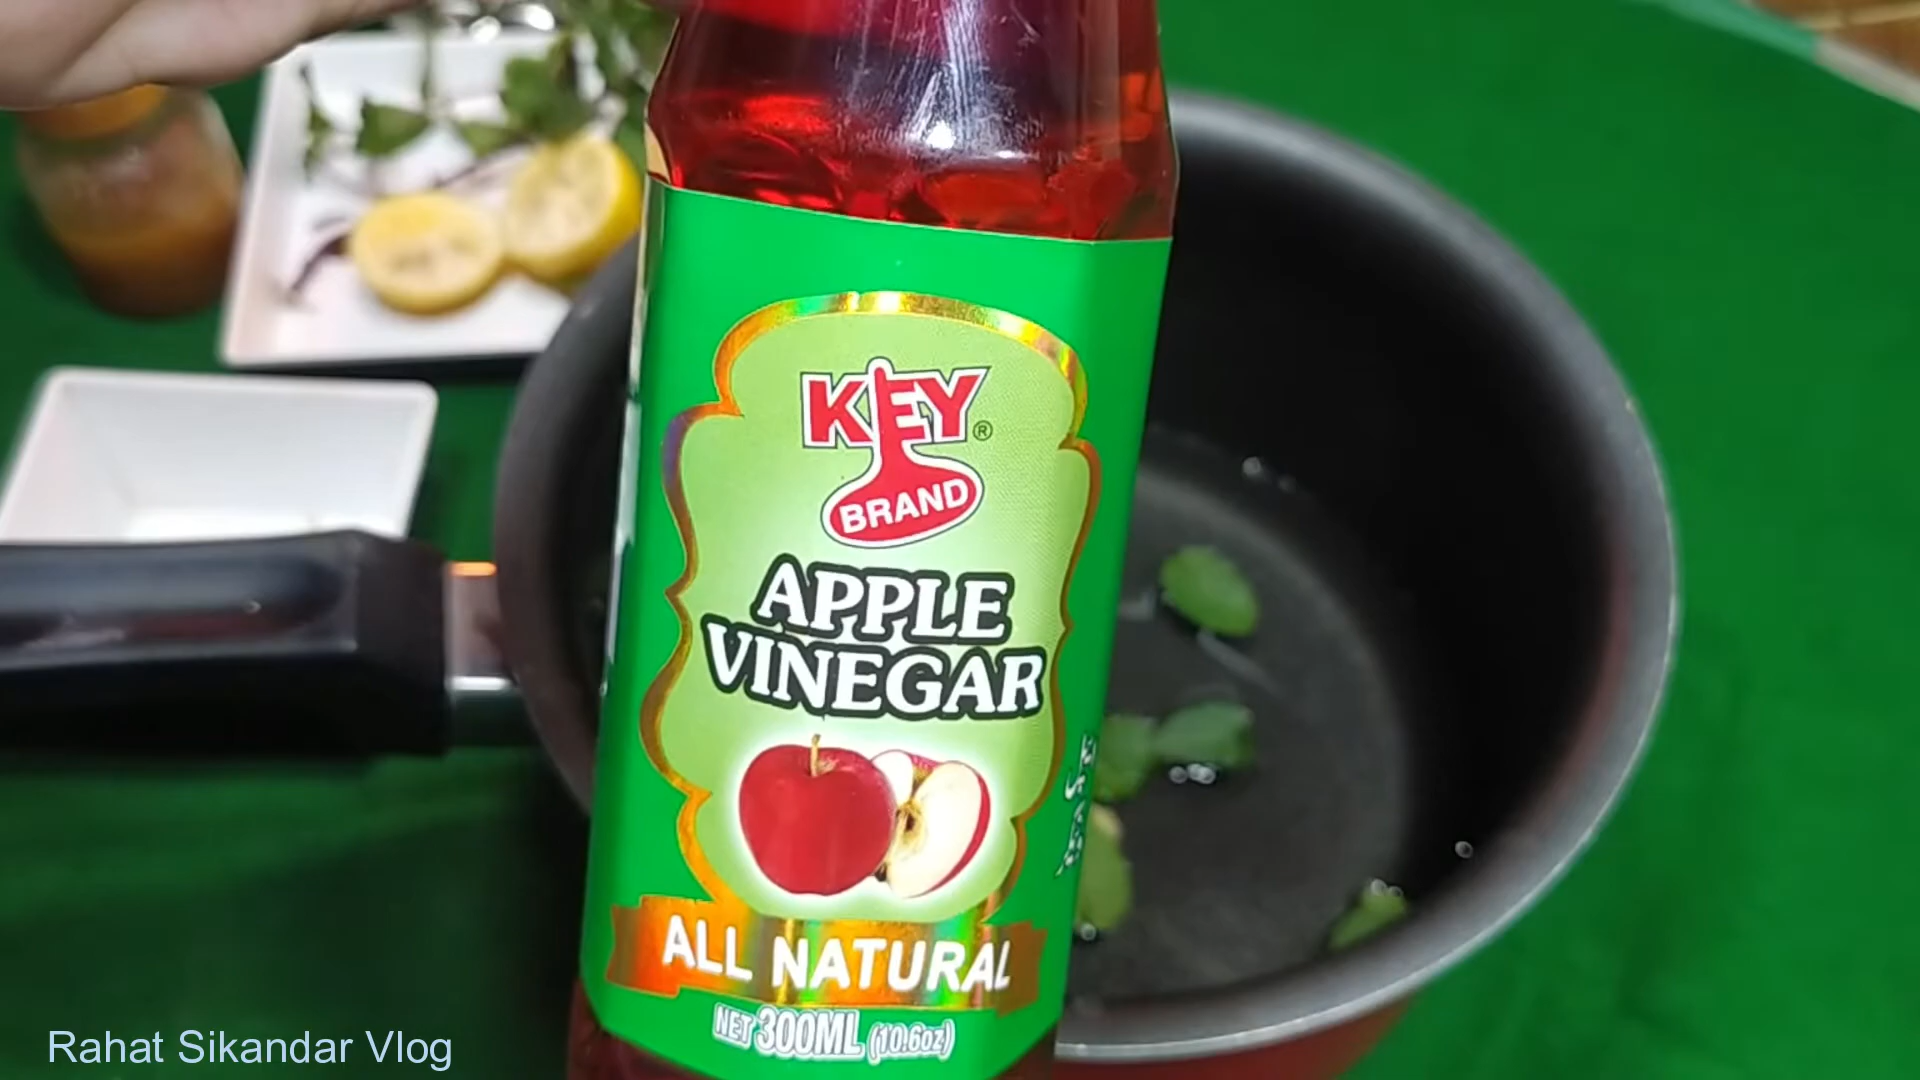 KEY®
BRAND
APPLE
VINEGAR
ALL NATURAL
NET 300ML (10.6oz)
Rahat Sikandar Vlog